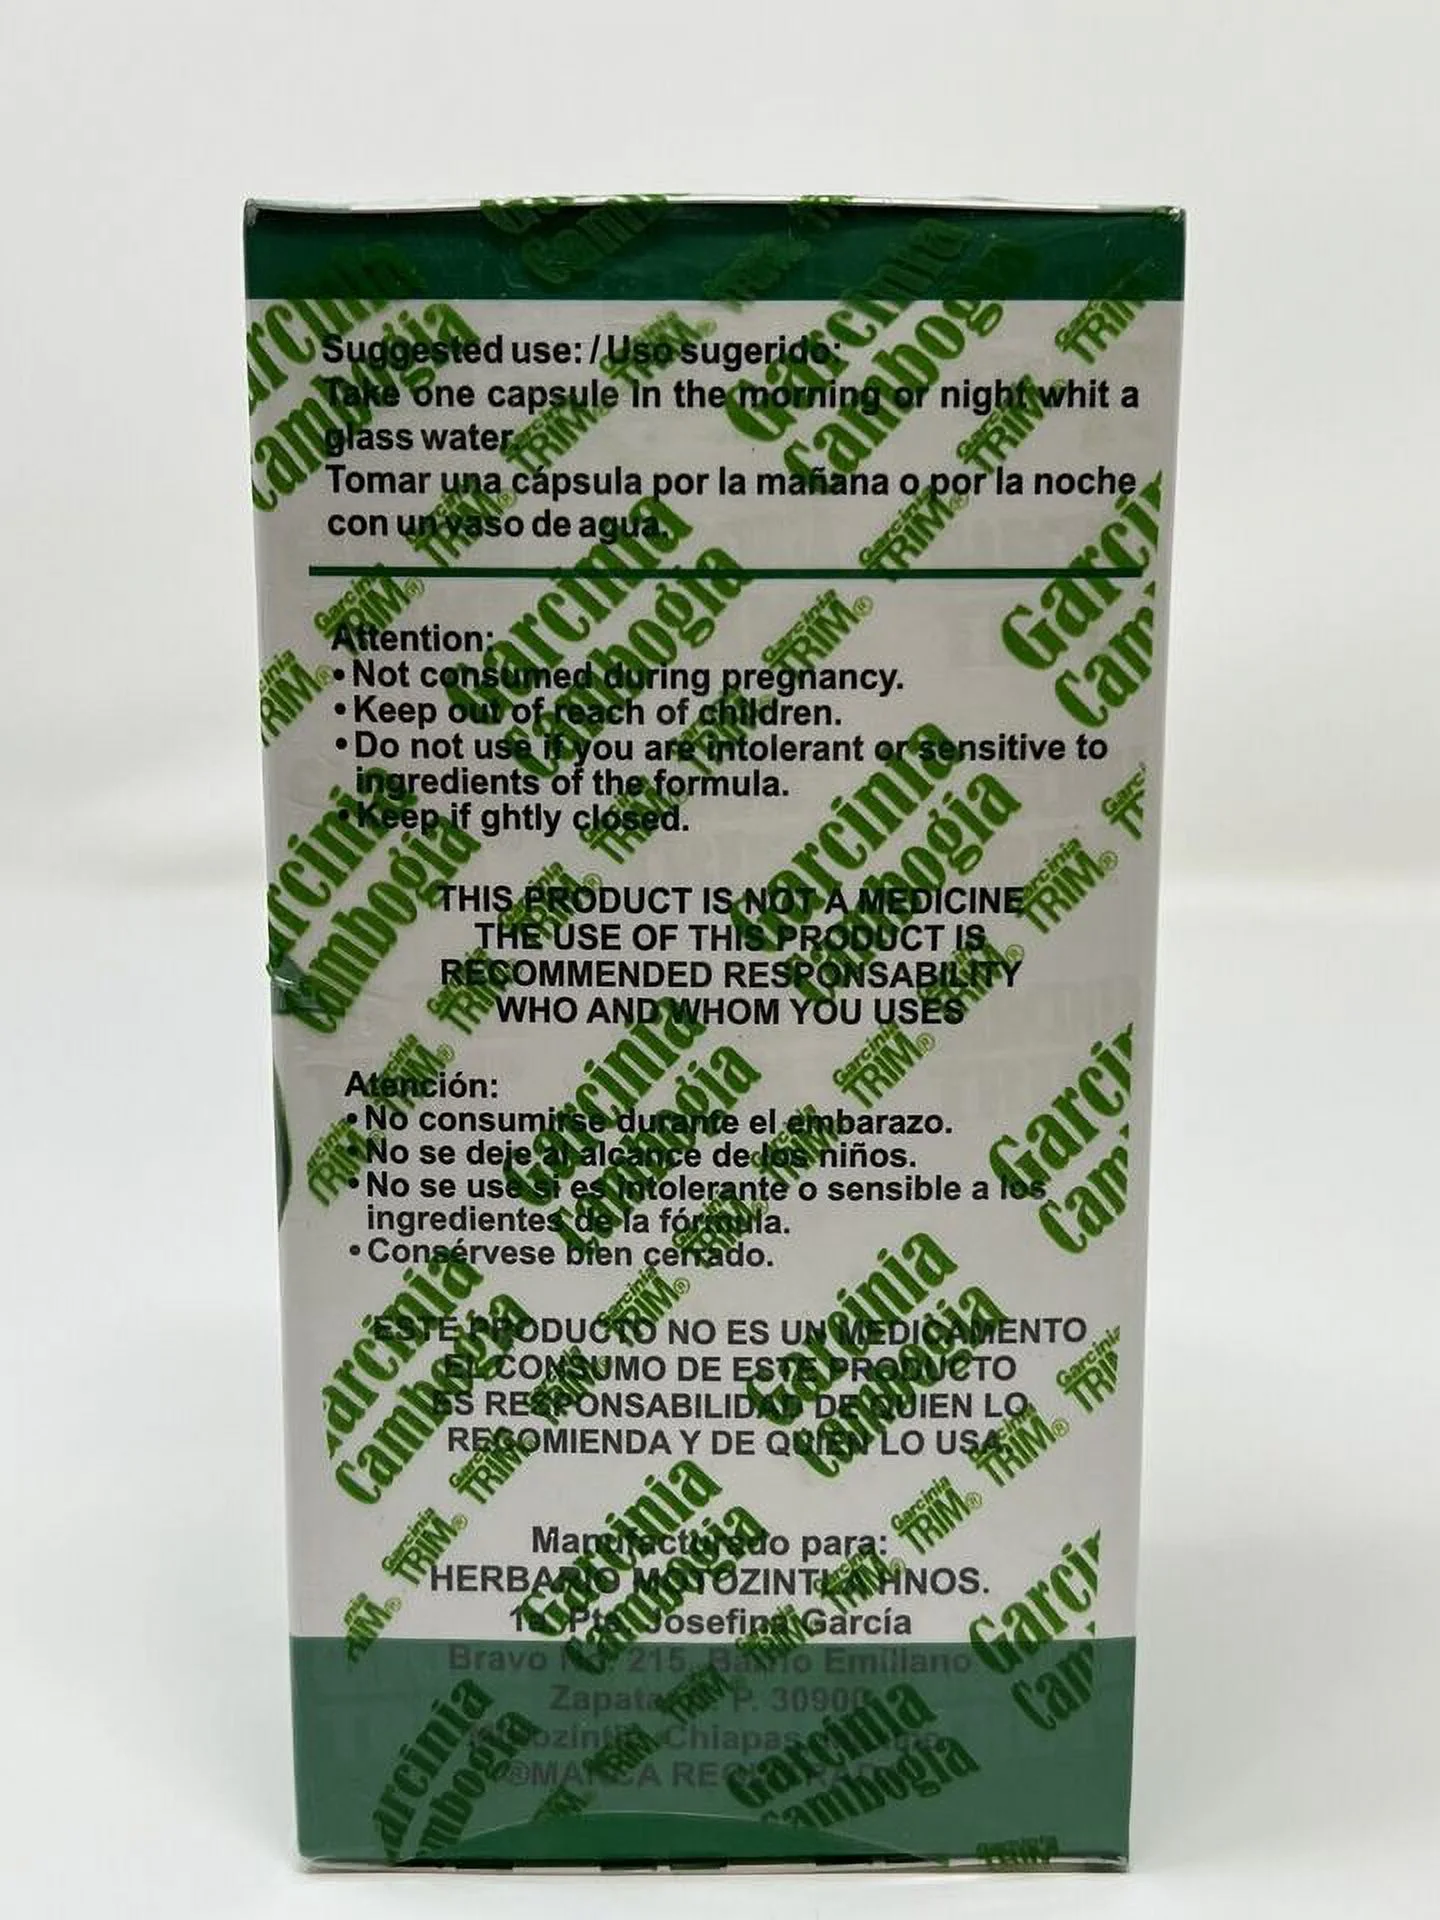 Suggested use: / Uso sugerido:
Take one capsule in the morning or night whit a
glass water.
Tomar una cápsula por la mañana o por la noche
con un vaso de agua.
Attention:
• Not consumed during pregnancy.
• Keep out of reach of children.
• Do not use if you are intolerant or sensitive to
ingredients of the formula.
• Keep if ghtly closed.
THIS PRODUCT IS NOT A MEDICINE
THE USE OF THIS PRODUCT IS
RECOMMENDED RESPONSABILITY
WHO AND WHOM YOU USES
Atención:
• No consumirse durante el embarazo.
• No se deje al alcance de los niños.
• No se use si es intolerante o sensible a los
ingredientes de la fórmula.
• Consérvese bien cerrado.
ESTE PRODUCTO NO ES UN MEDICAMENTO
EL CONSUMO DE ESTE PRODUCTO
ES RESPONSABILIDAD DE QUIEN LO
RECOMIENDA Y DE QUIEN LO USA.
Manufacturado para:
HERBARIO MOTOZINTLA HNOS.
1a. Pte. Josefina García
Bravo No. 215, Barrio Emiliano
Zapata P. 30900
Motozintla, Chiapas,
®MARCA REGISTRADA
Garcinia
Cambogia
Garcinia
TRIM®